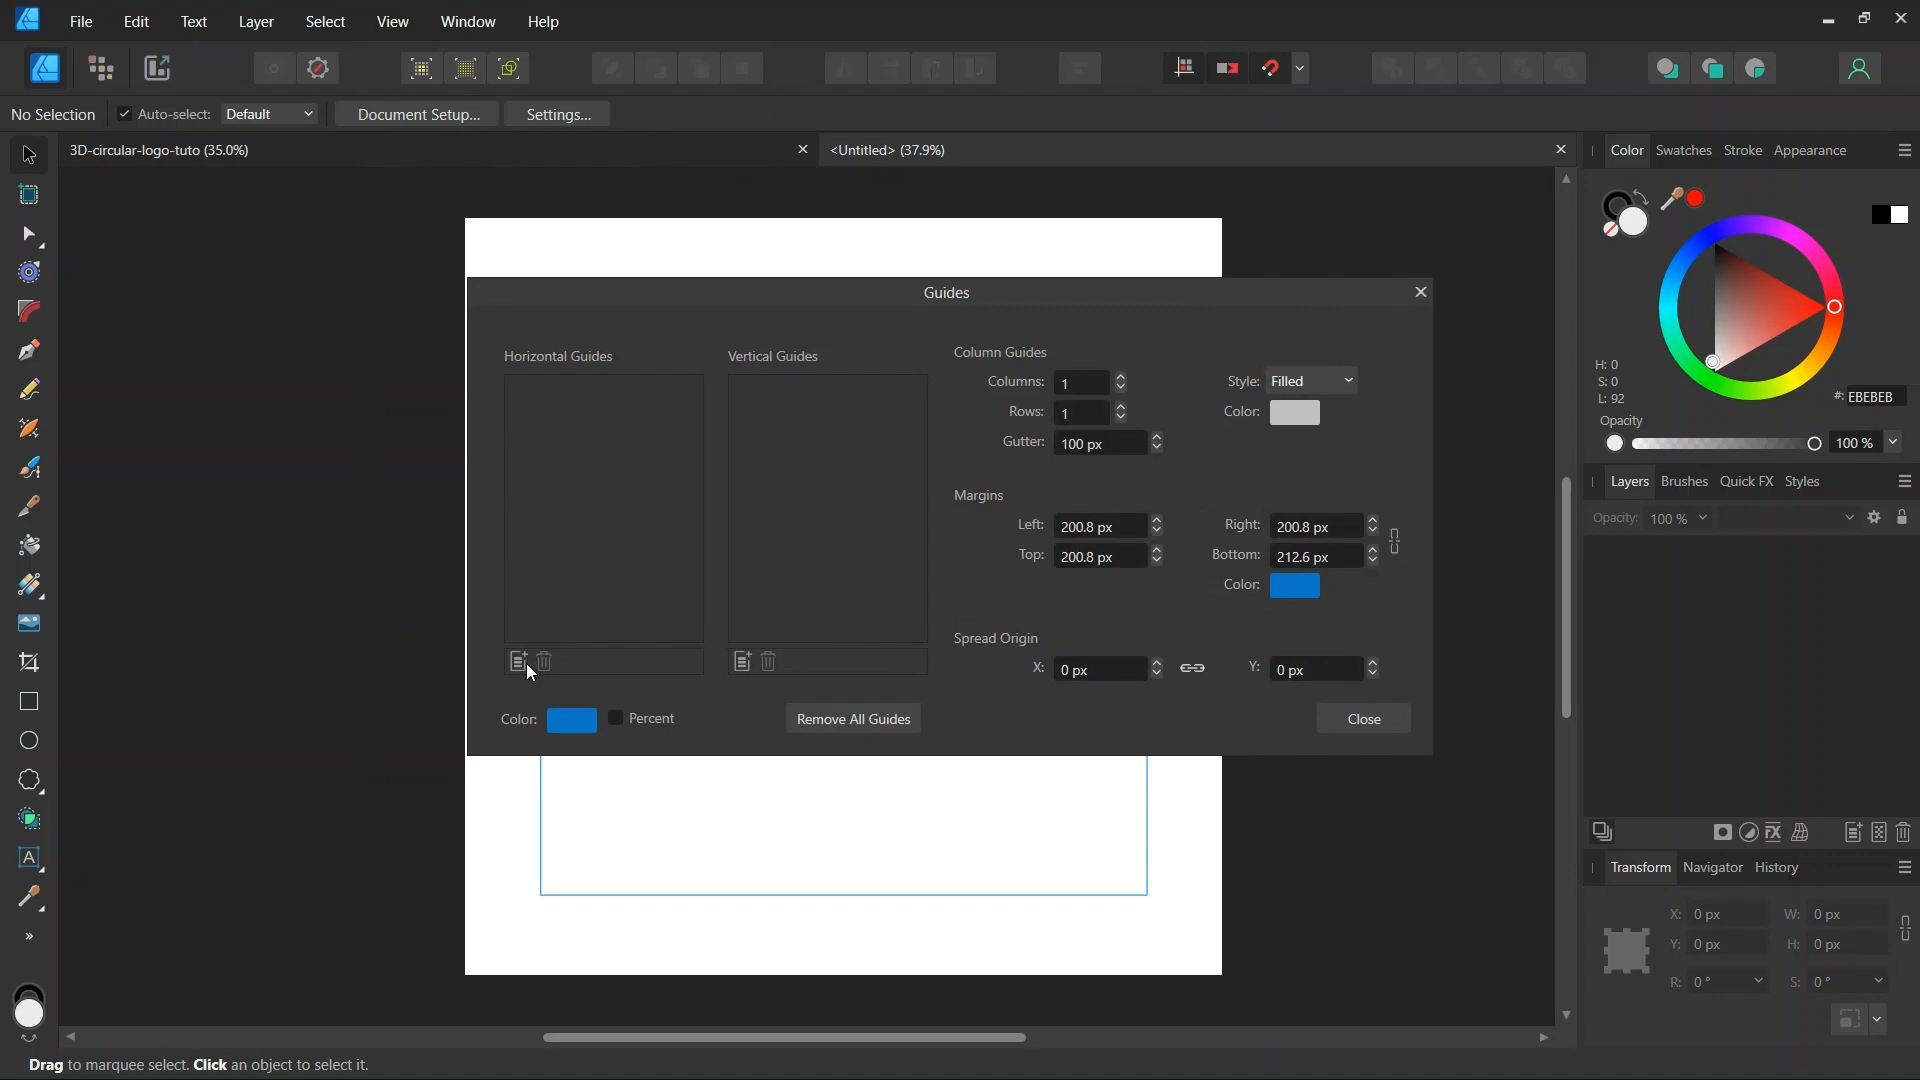 File Edit Text Layer Select View Window Help
No Selection Auto-select: Default Document Setup... Settings...
3D-circular-logo-tuto (35.0%) <Untitled> (37.9%)
Color Swatches Stroke Appearance
H: 0
S: 0
L: 92
#: EBEBEB
Opacity
100 %
Layers Brushes Quick FX Styles
Opacity: 100 %
Transform Navigator History
X: 0 px W: 0 px
Y: 0 px H: 0 px
R: 0 ° S: 0 °
Guides
Horizontal Guides
Vertical Guides
Color: Percent
Remove All Guides
Column Guides
Columns: 1 Style: Filled
Rows: 1 Color:
Gutter: 100 px
Margins
Left: 200.8 px Right: 200.8 px
Top: 200.8 px Bottom: 212.6 px
Color:
Spread Origin
X: 0 px Y: 0 px
Close
Drag to marquee select. Click an object to select it.